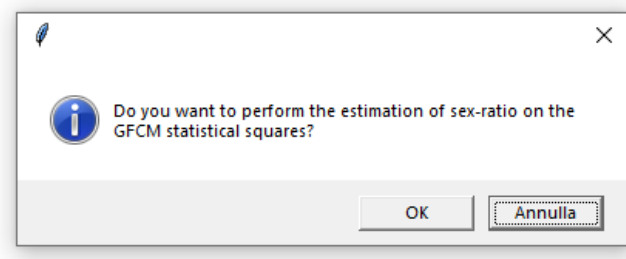 Do you want to perform the estimation of sex-ratio on the
GFCM statistical squares?
OK
Annulla